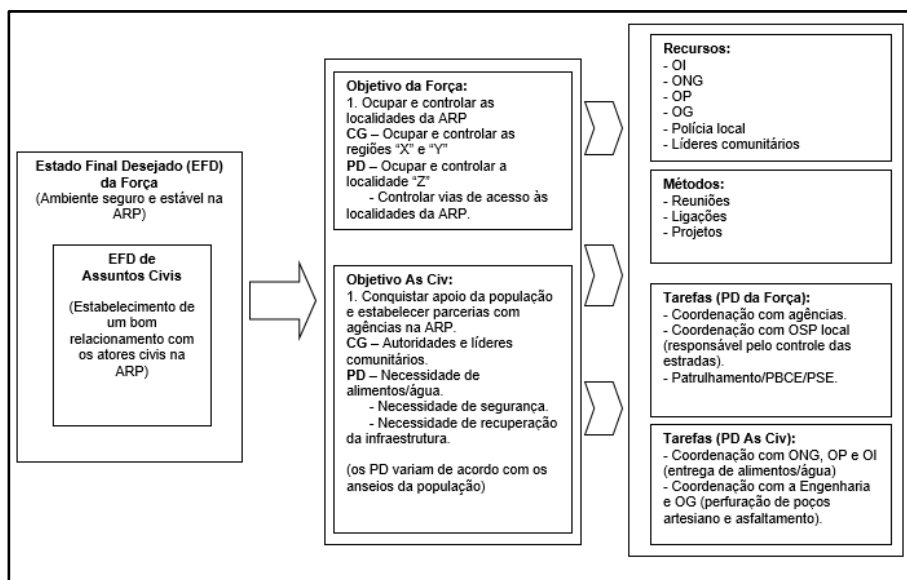 Estado Final Desejado (EFD)
da Força
(Ambiente seguro e estável na
ARP)
EFD de
Assuntos Civis
(Estabelecimento de
um bom
relacionamento com
os atores civis na
ARP)
Objetivo da Força:
1. Ocupar e controlar as
localidades da ARP
CG – Ocupar e controlar as
regiões “X” e “Y”
PD – Ocupar e controlar a
localidade “Z”
- Controlar vias de acesso às
localidades da ARP.
Objetivo As Civ:
1. Conquistar apoio da população
e estabelecer parcerias com
agências na ARP.
CG – Autoridades e líderes
comunitários.
PD – Necessidade de
alimentos/água.
- Necessidade de segurança.
- Necessidade de recuperação
da infraestrutura.
(os PD variam de acordo com os
anseios da população)
Recursos:
- OI
- ONG
- OP
- OG
- Polícia local
- Líderes comunitários
Métodos:
- Reuniões
- Ligações
- Projetos
Tarefas (PD da Força):
- Coordenação com agências.
- Coordenação com OSP local
(responsável pelo controle das
estradas).
- Patrulhamento/PBCE/PSE.
Tarefas (PD As Civ):
- Coordenação com ONG, OP e OI
(entrega de alimentos/água)
- Coordenação com a Engenharia
e OG (perfuração de poços
artesiano e asfaltamento).